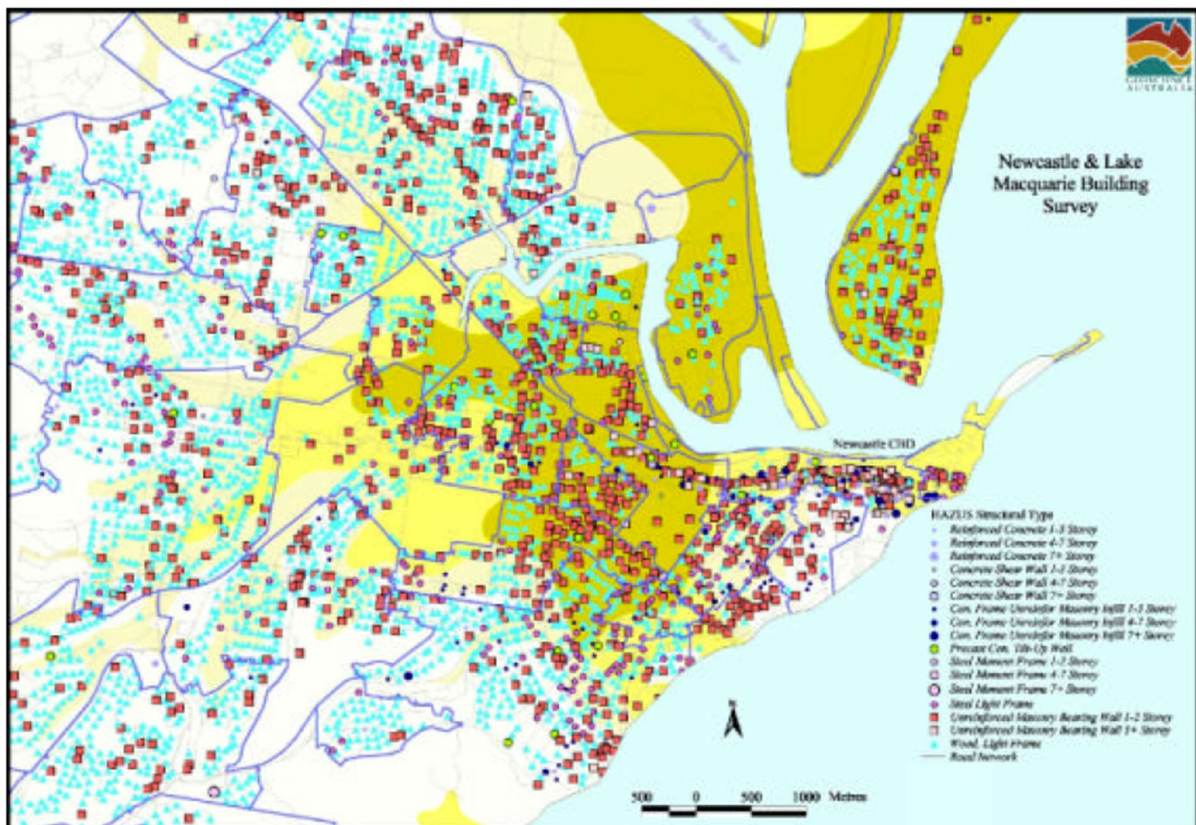 Hunter River
GEOSCIENCE
AUSTRALIA
Newcastle & Lake
Macquarie Building
Survey
Newcastle CBD
HAZUS Structural Type
Reinforced Concrete 1-3 Storey
Reinforced Concrete 4-7 Storey
Reinforced Concrete 7+ Storey
Concrete Shear Wall 1-3 Storey
Concrete Shear Wall 4-7 Storey
Concrete Shear Wall 7+ Storey
Con. Frame Unreinfor Masonry Infill 1-3 Storey
Con. Frame Unreinfor Masonry Infill 4-7 Storey
Con. Frame Unreinfor Masonry Infill 7+ Storey
Precast Con. Tilt-Up Wall
Steel Moment Frame 1-3 Storey
Steel Moment Frame 4-7 Storey
Steel Moment Frame 7+ Storey
Steel Light Frame
Unreinforced Masonry Bearing Wall 1-2 Storey
Unreinforced Masonry Bearing Wall 3+ Storey
Wood, Light Frame
Road Network
N
500 0 500 1000 Metres